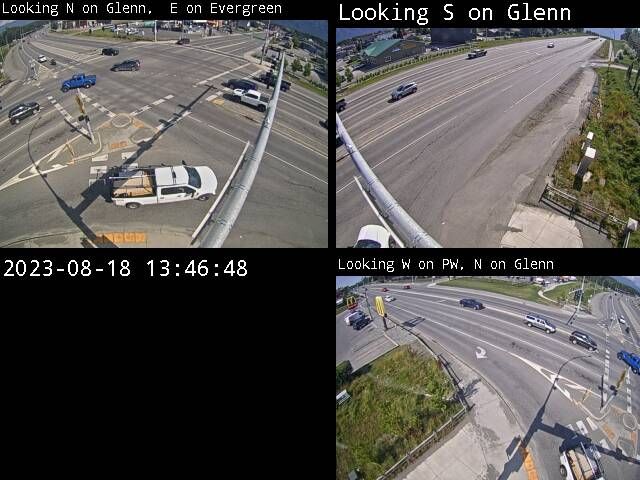 Looking N on Glenn,  E on Evergreen
Looking S on Glenn
2023-08-18 13:46:48
Looking W on PW, N on Glenn